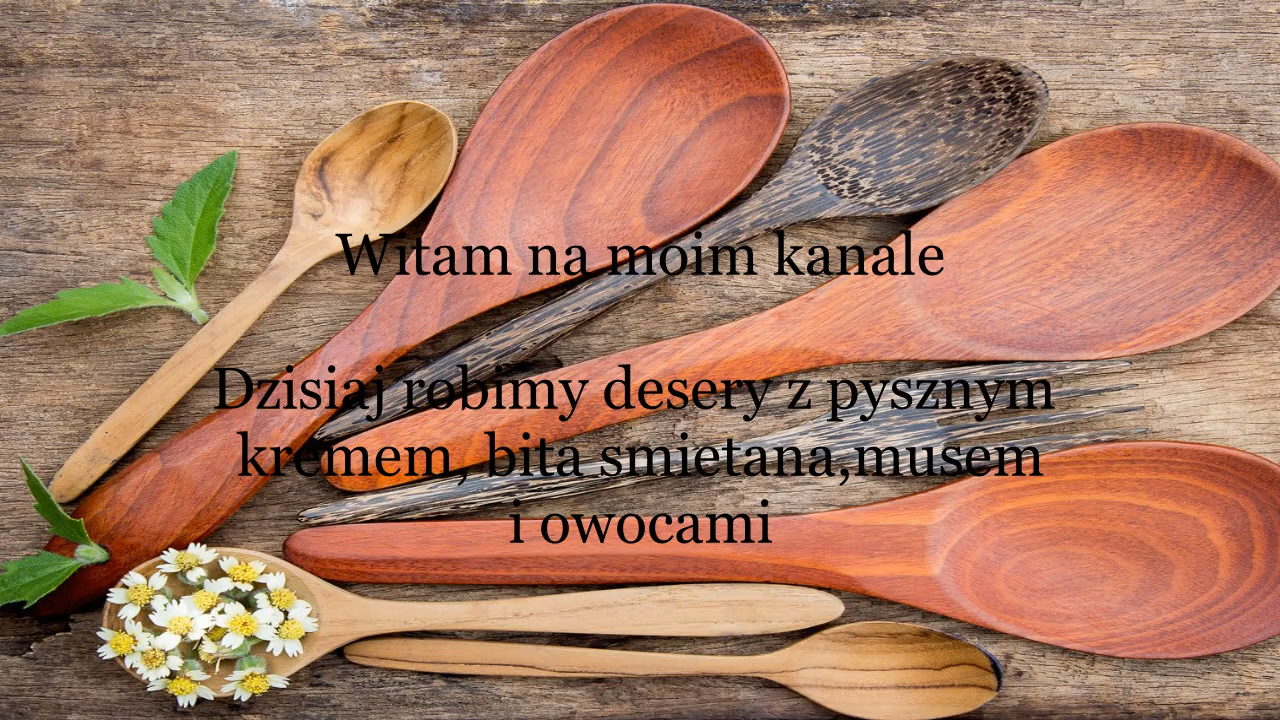 Witam na moim kanale
Dzisiaj robimy desery z pysznym
kremem, bita smietana,musem
i owocami